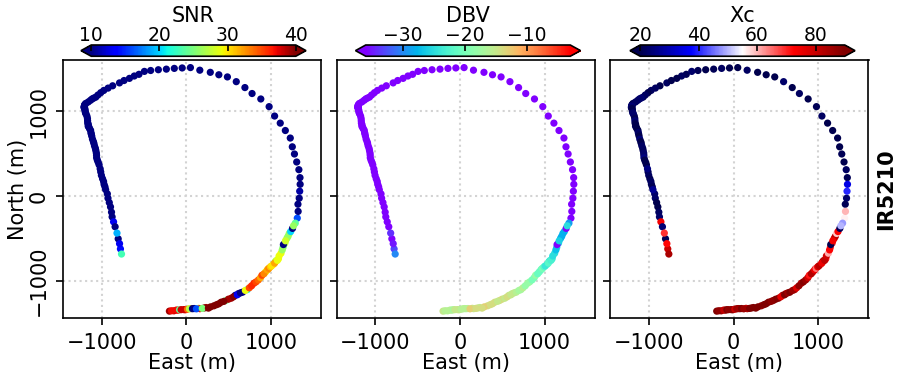 SNR DBV Xc
10 20 30 40 −30 −20 −10 20 40 60 80
1000
0
−1000
North (m)
IR5210
−1000 0 1000 −1000 0 1000 −1000 0 1000
East (m) East (m) East (m)